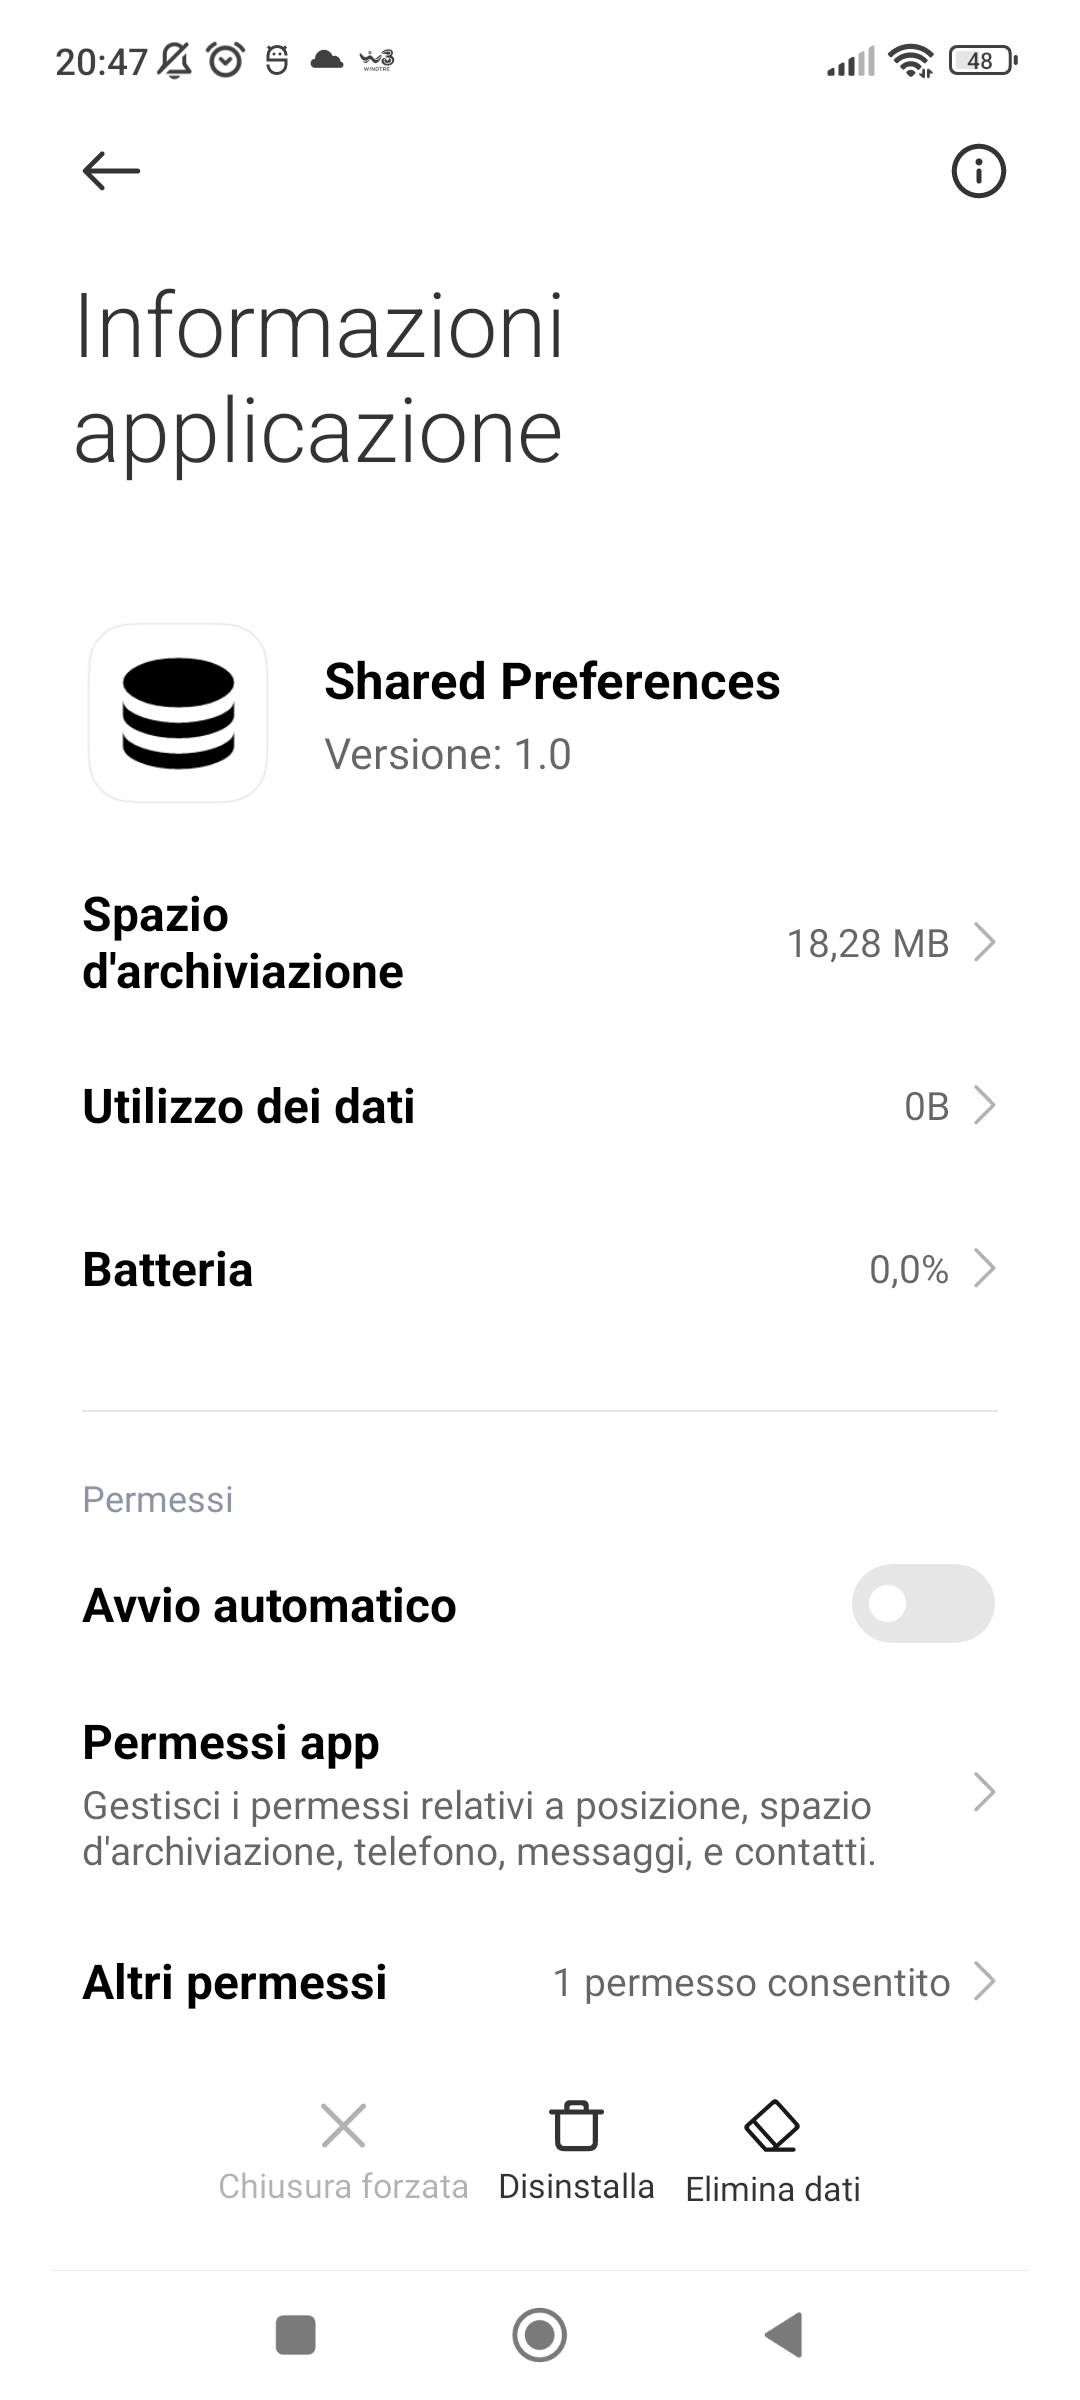 20:47
WINDTRE
48
Informazioni
applicazione
Shared Preferences
Versione: 1.0
Spazio
d'archiviazione
18,28 MB
Utilizzo dei dati
0B
Batteria
0,0%
Permessi
Avvio automatico
Permessi app
Gestisci i permessi relativi a posizione, spazio
d'archiviazione, telefono, messaggi, e contatti.
Altri permessi
1 permesso consentito
Chiusura forzata
Disinstalla
Elimina dati